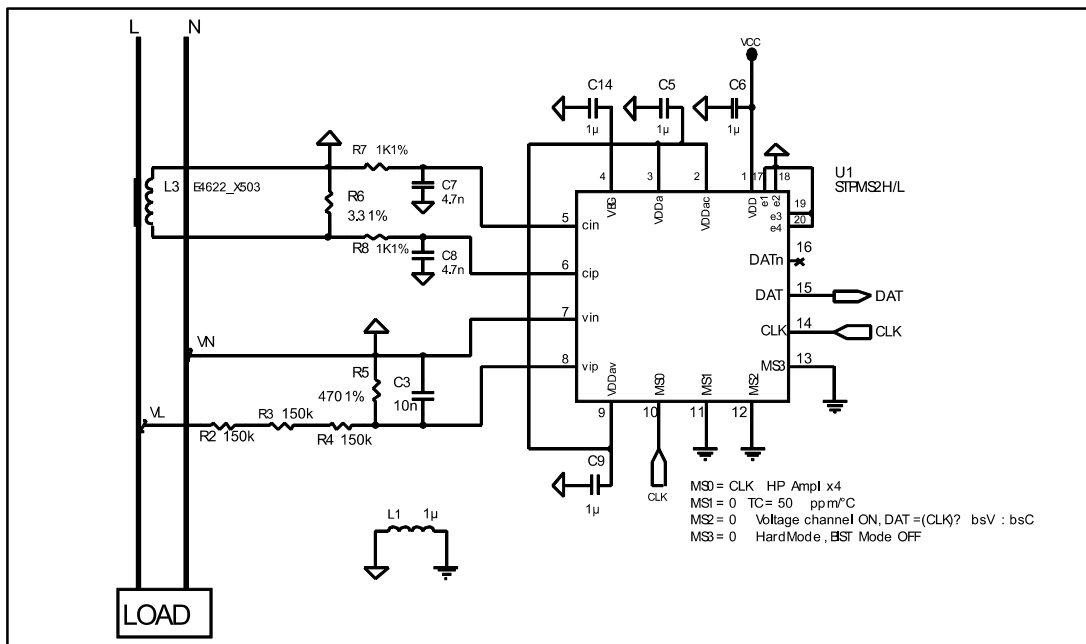 L N
VCC
C14
C5
C6
1µ
1µ
1µ
R7 1K1%
L3 E4622_X503
C7
4.7n
R6
3.3 1%
R8
1K1%
C8
4.7n
4 3 2 1 17 18
VBG VDDa VDDac VDD e1 e2
U1
STPMS2H/L
19
e3
20
e4
5 cin
6 cip
7 vin
8 vip
16
DATn
15
DAT DAT
14
CLK CLK
13
MS3
VDDav MS0 MS1 MS2
9 10 11 12
VN
R5
470 1%
C3
10n
VL
R2 150k
R3 150k
R4 150k
C9
1µ
CLK
L1 1µ
MS0 = CLK HP Ampl x4
MS1 = 0 TC= 50 ppm/°C
MS2 = 0 Voltage channel ON, DAT =(CLK)? bsV : bsC
MS3 = 0 HardMode , BIST Mode OFF
LOAD